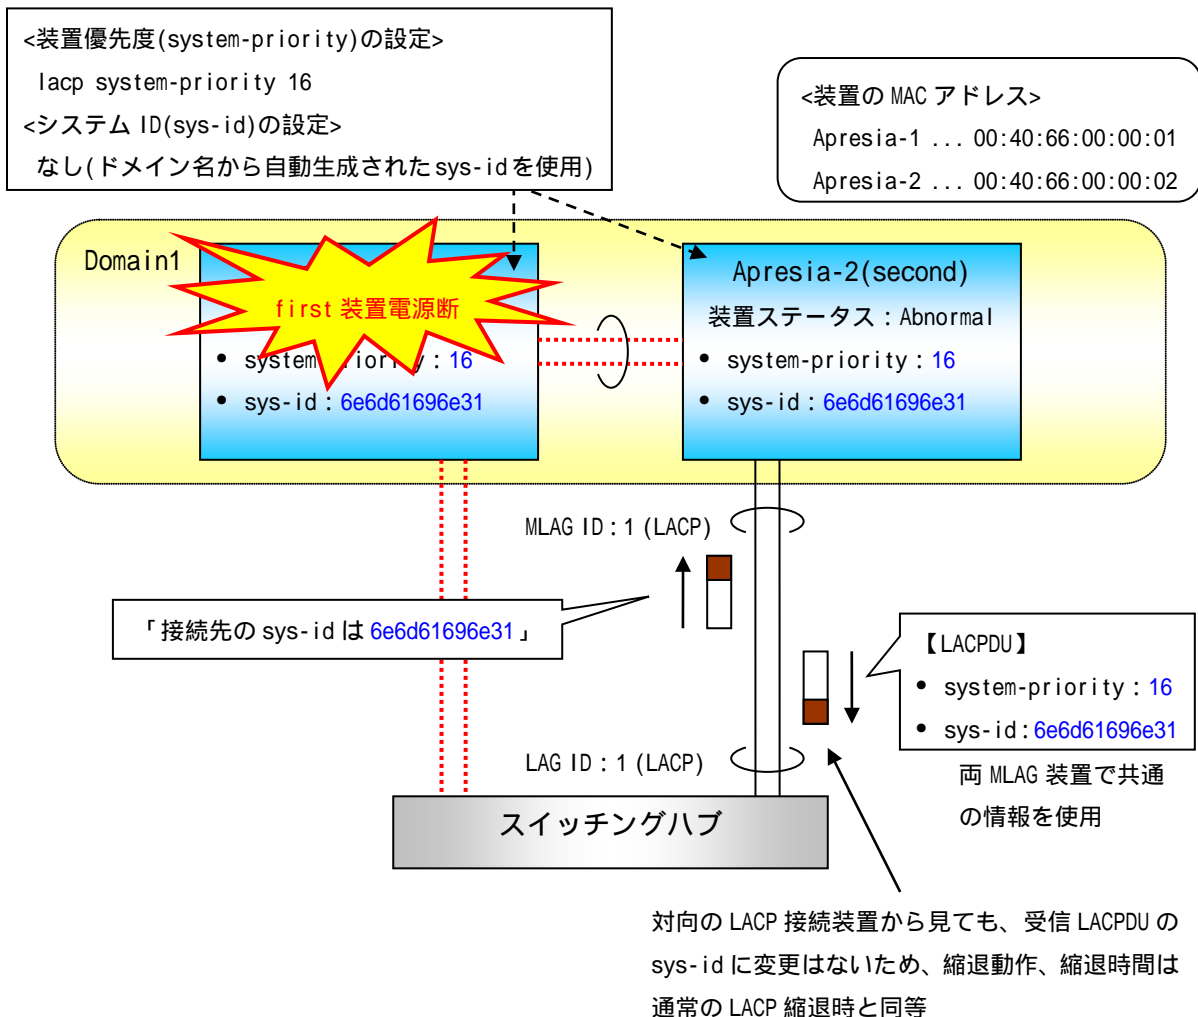 <装置優先度(system-priority)の設定>
lacp system-priority 16
<システム ID(sys-id)の設定>
なし(ドメイン名から自動生成された sys-id を使用)
<装置の MAC アドレス>
Apresia-1 ... 00:40:66:00:00:01
Apresia-2 ... 00:40:66:00:00:02
Domain1
first 装置電源断
• system-priority：16
• sys-id：6e6d61696e31
Apresia-2(second)
装置ステータス：Abnormal
• system-priority：16
• sys-id：6e6d61696e31
MLAG ID：1 (LACP)
「接続先の sys-id は 6e6d61696e31」
【LACPDU】
• system-priority：16
• sys-id：6e6d61696e31
両 MLAG 装置で共通
の情報を使用
LAG ID：1 (LACP)
スイッチングハブ
対向の LACP 接続装置から見ても、受信 LACPDU の
sys-id に変更はないため、縮退動作、縮退時間は
通常の LACP 縮退時と同等